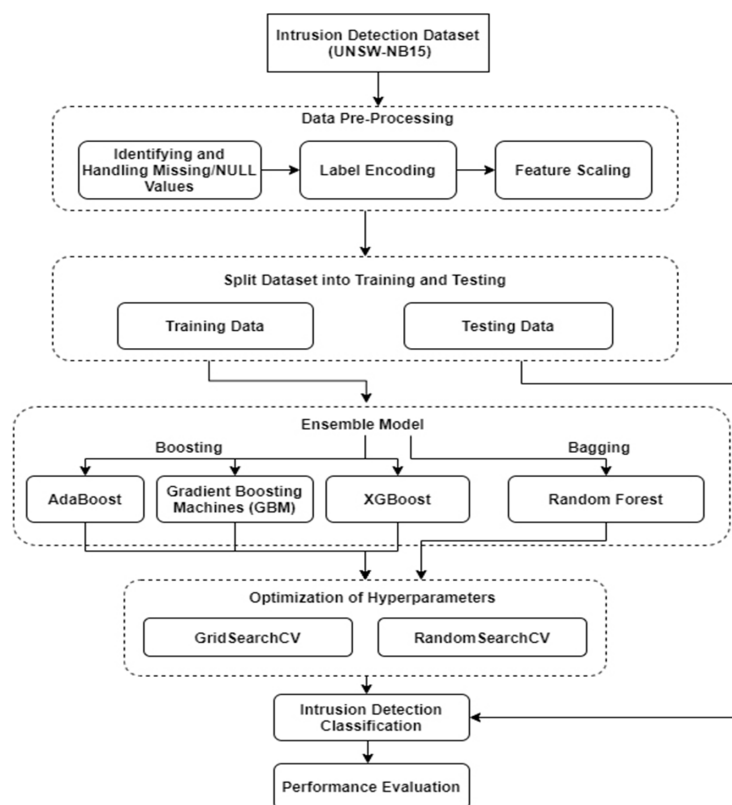 Intrusion Detection Dataset
(UNSW-NB15)
Data Pre-Processing
Identifying and
Handling Missing/NULL
Values
Label Encoding
Feature Scaling
Split Dataset into Training and Testing
Training Data
Testing Data
Ensemble Model
Boosting
Bagging
AdaBoost
Gradient Boosting
Machines (GBM)
XGBoost
Random Forest
Optimization of Hyperparameters
GridSearchCV
RandomSearchCV
Intrusion Detection
Classification
Performance Evaluation